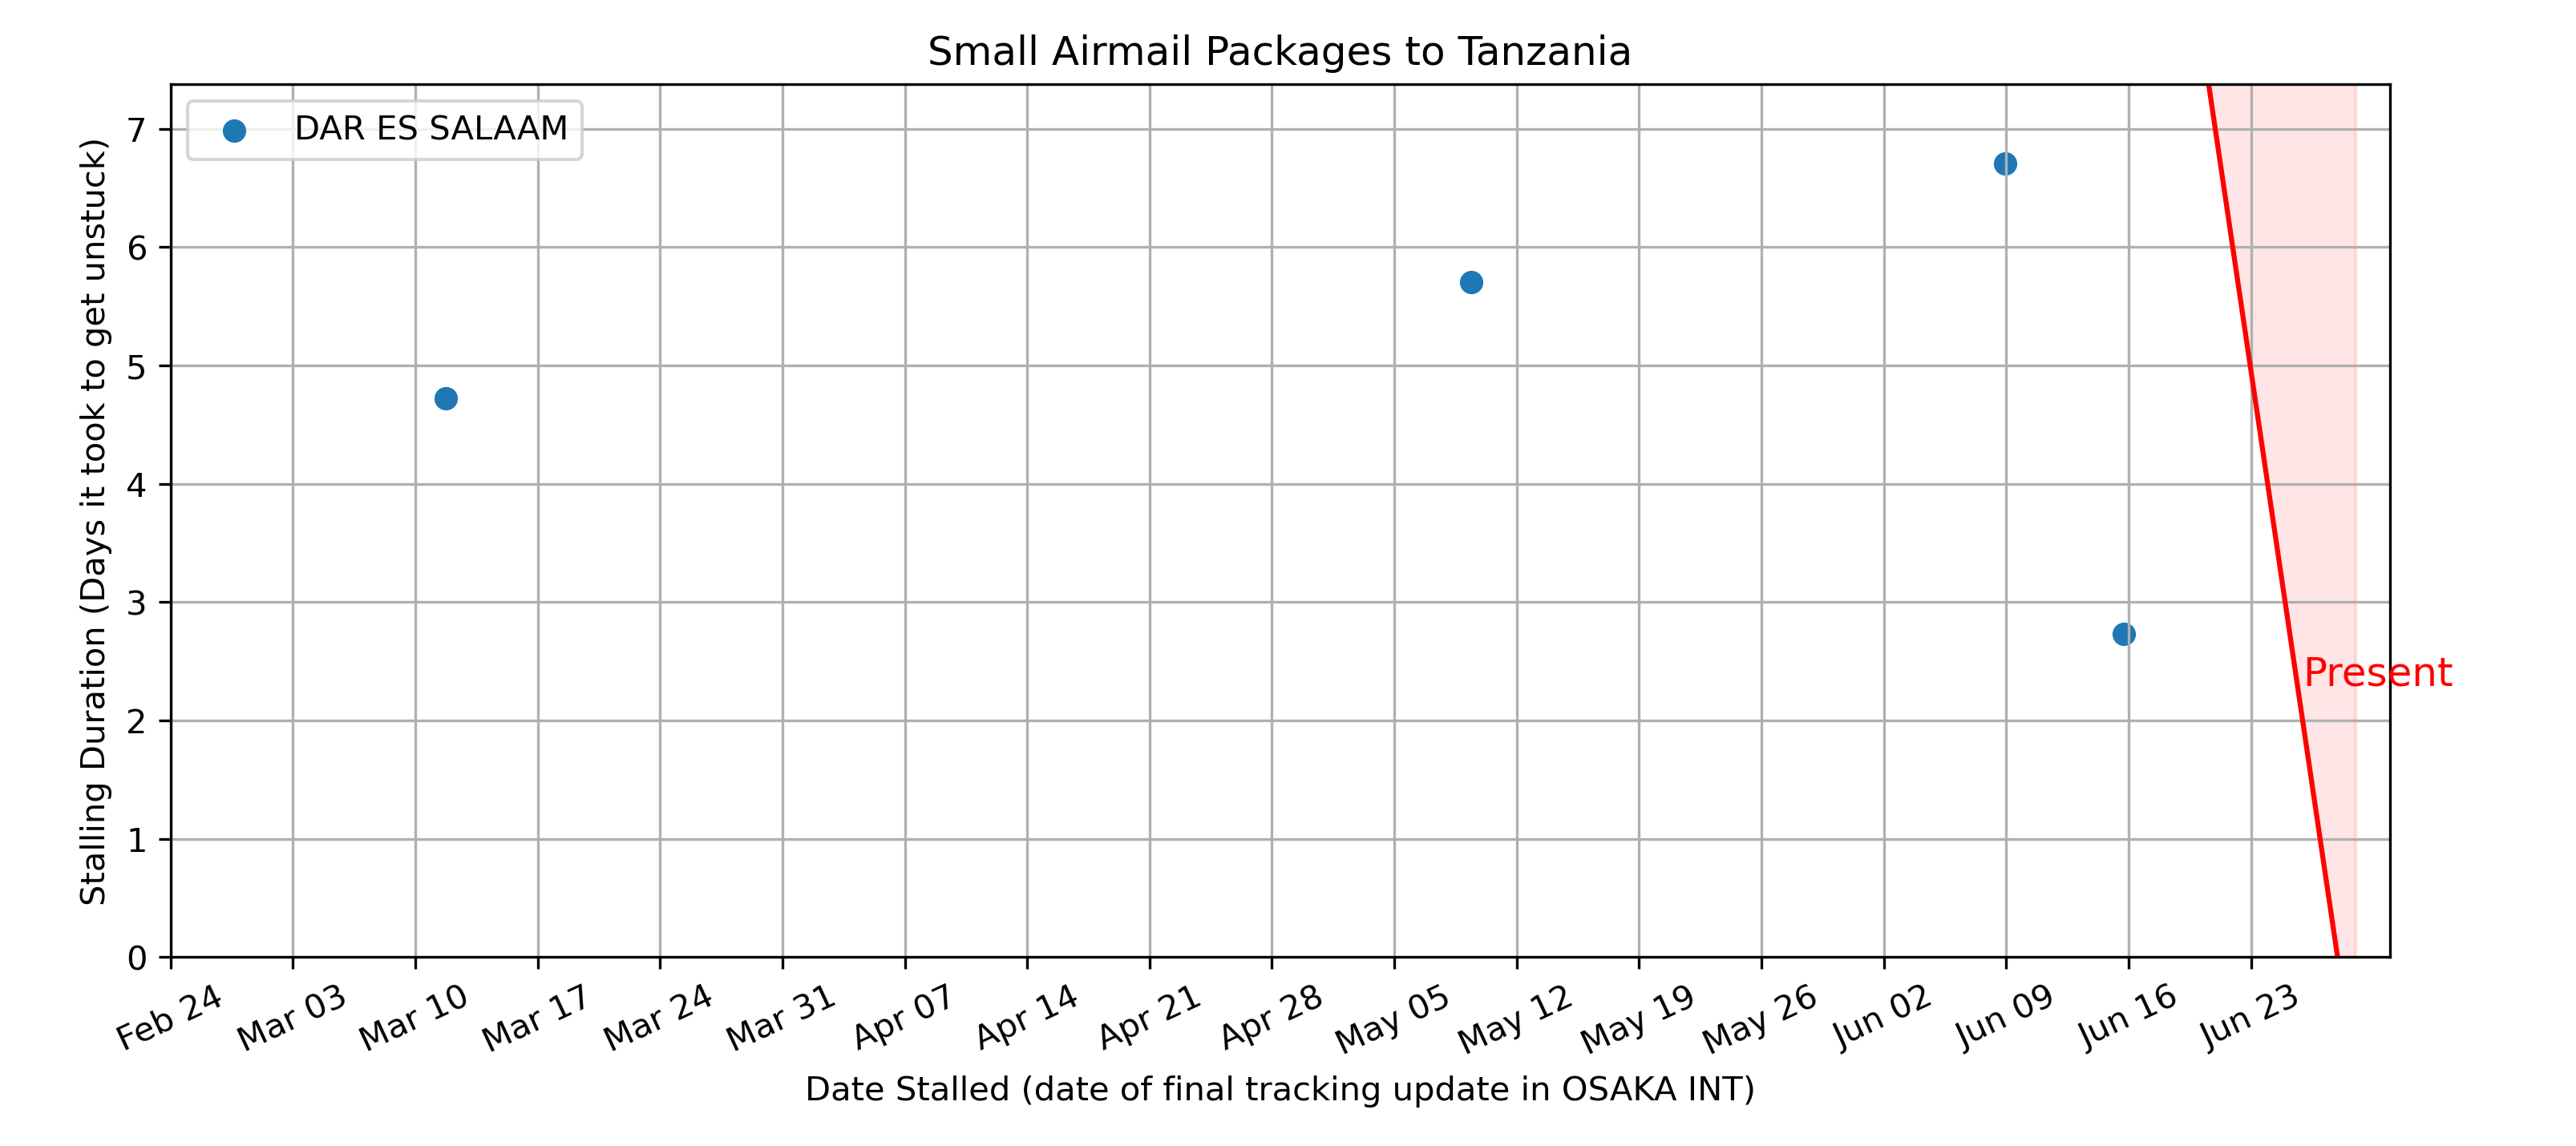 Small Airmail Packages to Tanzania
DAR ES SALAAM
7
6
5
4
3
2
1
0
Stalling Duration (Days it took to get unstuck)
Present
Feb 24
Mar 03
Mar 10
Mar 17
Mar 24
Mar 31
Apr 07
Apr 14
Apr 21
Apr 28
May 05
May 12
May 19
May 26
Jun 02
Jun 09
Jun 16
Jun 23
Date Stalled (date of final tracking update in OSAKA INT)